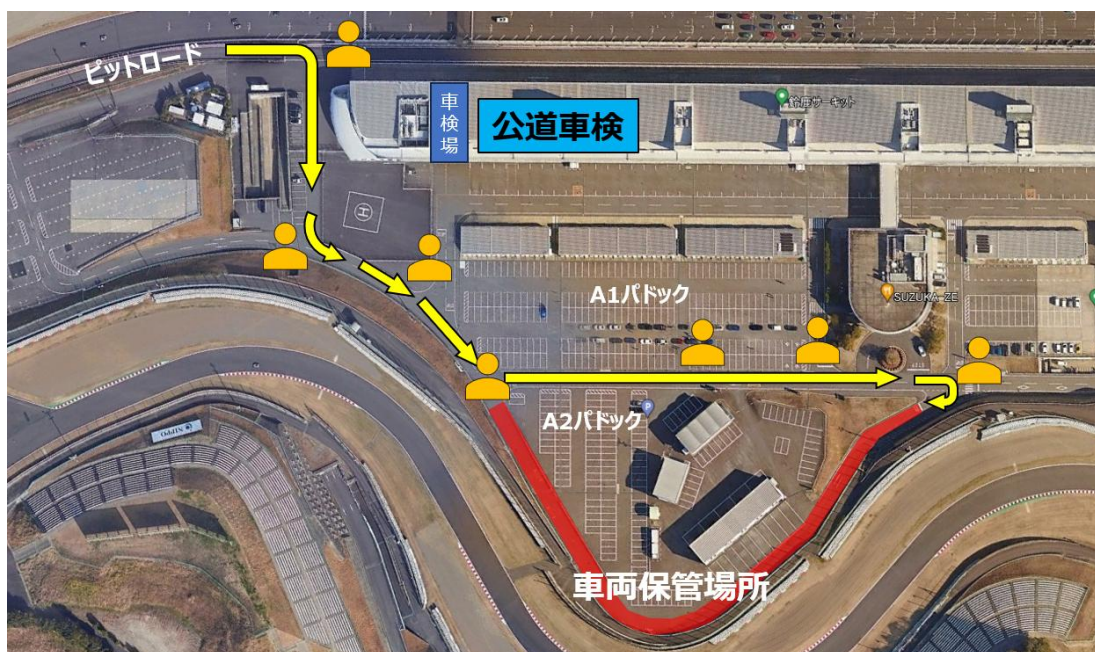 ピットロード
車検場
公道車検
鈴鹿サーキット
H
A1パドック
SUZUKA-ZE
P
A2パドック
NIPPO
車両保管場所